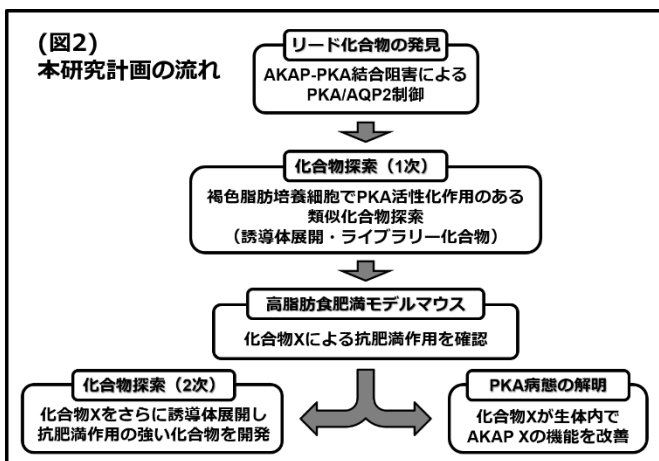 (図2)
本研究計画の流れ
リード化合物の発見
AKAP-PKA結合阻害による
PKA/AQP2制御
化合物探索（1次）
褐色脂肪培養細胞でPKA活性化作用のある
類似化合物探索
（誘導体展開・ライブラリー化合物）
高脂肪食肥満モデルマウス
化合物Xによる抗肥満作用を確認
化合物探索（2次）
化合物Xをさらに誘導体展開し
抗肥満作用の強い化合物を開発
PKA病態の解明
化合物Xが生体内で
AKAP Xの機能を改善